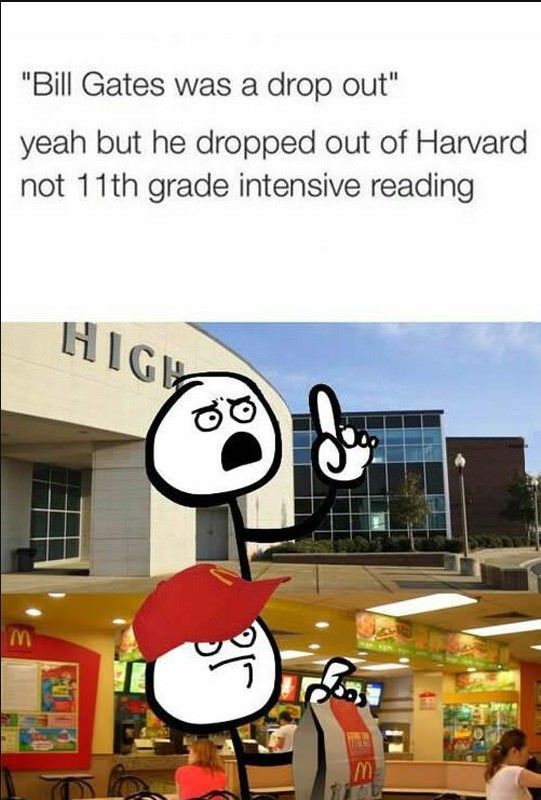 "Bill Gates was a drop out"
yeah but he dropped out of Harvard
not 11th grade intensive reading
HIGH
M
M
M